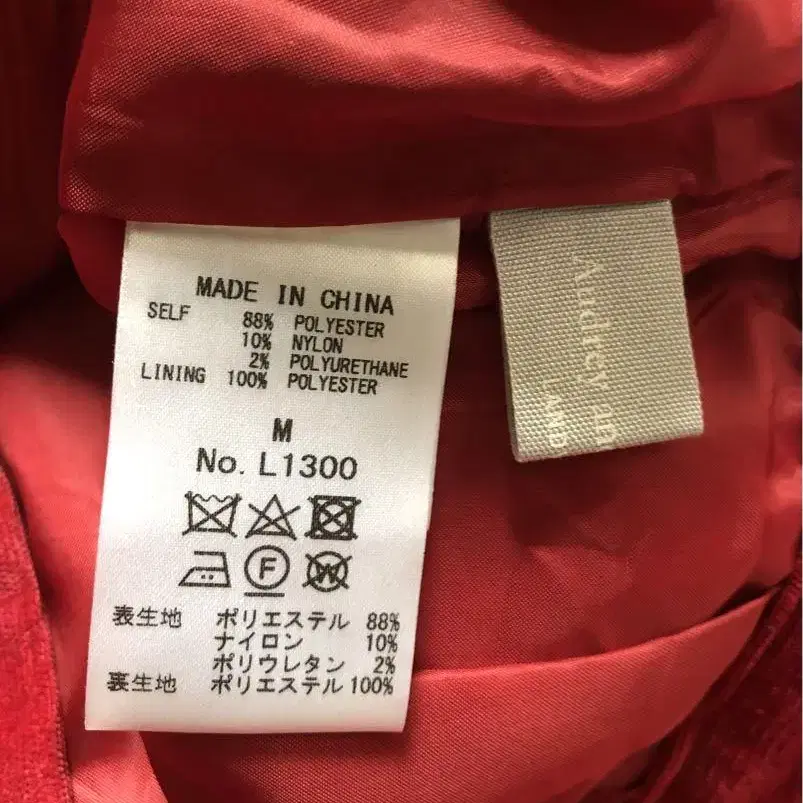 MADE IN CHINA
SELF 88% POLYESTER
10% NYLON
2% POLYURETHANE
LINING 100% POLYESTER
M
No. L1300
F
W
表生地 ポリエステル 88%
ナイロン 10%
ポリウレタン 2%
裏生地 ポリエステル 100%
Audrey
LAND